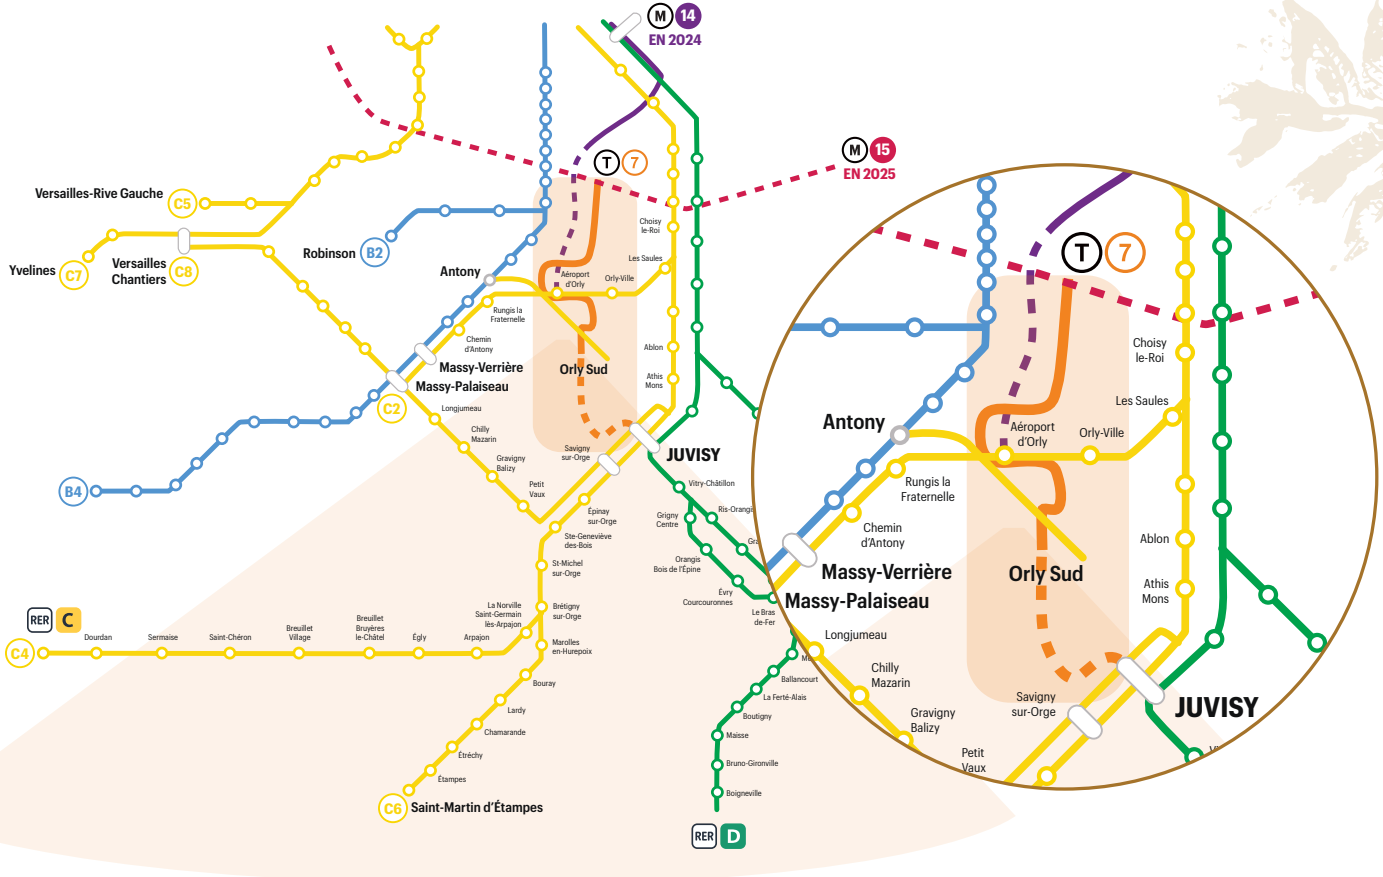 M 14
EN 2024
M 15
EN 2025
T 7
Versailles-Rive Gauche
C5
Yvelines
C7
Versailles
Chantiers
C8
Robinson
B2
Antony
Choisy
le-Roi
Les Saules
Aéroport
d'Orly
Orly-Ville
Rungis la
Fraternelle
Chemin
d'Antony
Massy-Verrière
Massy-Palaiseau
C2
Orly Sud
Ablon
Athis
Mons
Longjumeau
Chilly
Mazarin
Gravigny
Balizy
Petit
Vaux
Savigny
sur-Orge
JUVISY
B4
Épinay
sur-Orge
Ste-Geneviève
des-Bois
St-Michel
sur-Orge
Brétigny
sur-Orge
La Norville
Saint-Germain
lès-Arpajon
Marolles
en-Hurepoix
Bouray
Lardy
Chamarande
Étréchy
Étampes
C6
Saint-Martin d'Étampes
RER C
C4
Dourdan
Sermaise
Saint-Chéron
Breuillet
Village
Breuillet
Bruyères
le-Châtel
Égly
Arpajon
Vitry-Châtillon
Grigny
Centre
Ris-Orangi
Gra
Orangis
Bois de l'Épine
Évry
Courcouronnes
Le Bras
de-Fer
Me
Ballancourt
La Ferté-Alais
Boutigny
Maisse
Bruno-Gironville
Boigneville
RER D
T 7
Choisy
le-Roi
Les Saules
Antony
Aéroport
d'Orly
Orly-Ville
Rungis la
Fraternelle
Chemin
d'Antony
Ablon
Massy-Verrière
Orly Sud
Massy-Palaiseau
Athis
Mons
Longjumeau
Chilly
Mazarin
Gravigny
Balizy
Petit
Vaux
Savigny
sur-Orge
JUVISY